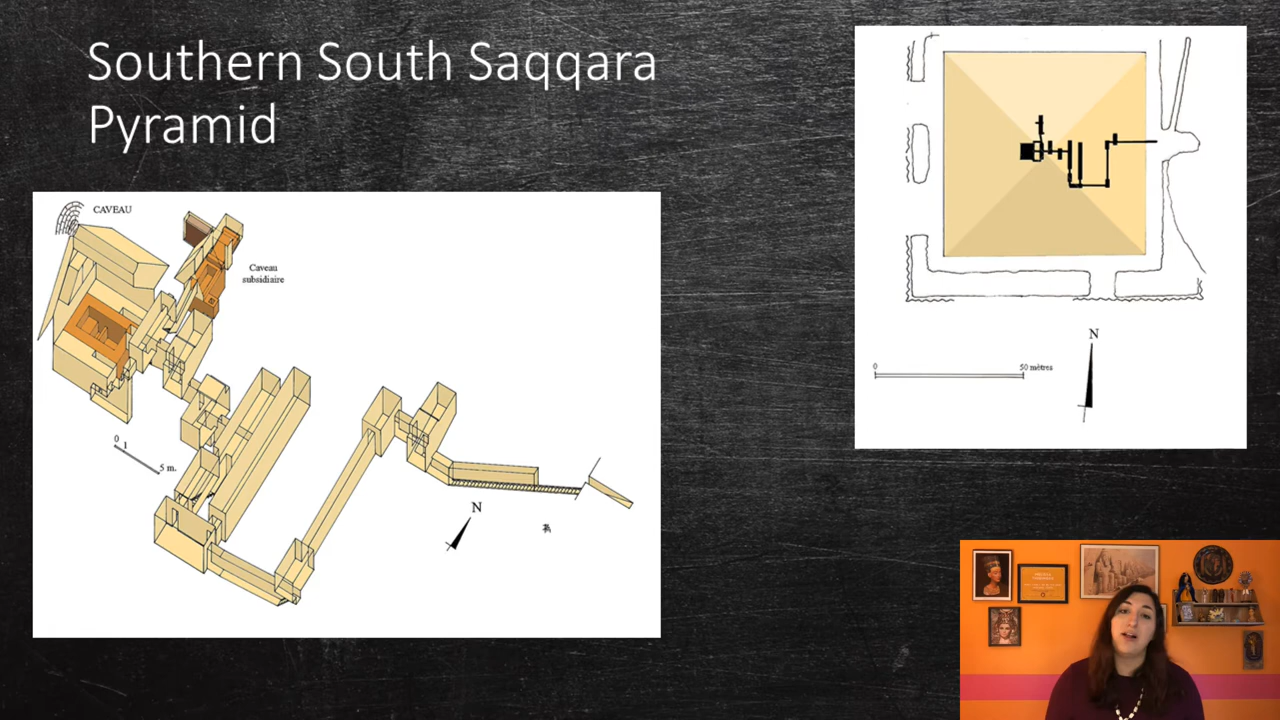 Southern South Saqqara
Pyramid
CAVEAU
Caveau
subsidiaire
0
1
5 m.
N
N
0
50 mètres